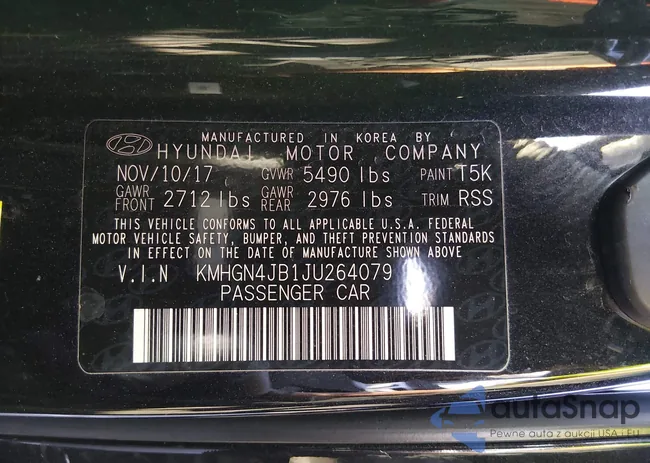 MANUFACTURED IN KOREA BY
HYUNDAI MOTOR COMPANY
NOV/10/17 GVWR 5490 lbs PAINT T5K
GAWR FRONT 2712 lbs GAWR REAR 2976 lbs TRIM RSS
THIS VEHICLE CONFORMS TO ALL APPLICABLE U.S.A. FEDERAL
MOTOR VEHICLE SAFETY, BUMPER, AND THEFT PREVENTION STANDARDS
IN EFFECT ON THE DATE OF MANUFACTURE SHOWN ABOVE
V.I.N KMHGN4JB1JU264079
PASSENGER CAR
autoSnap
Pewne auta z aukcji USA i EU